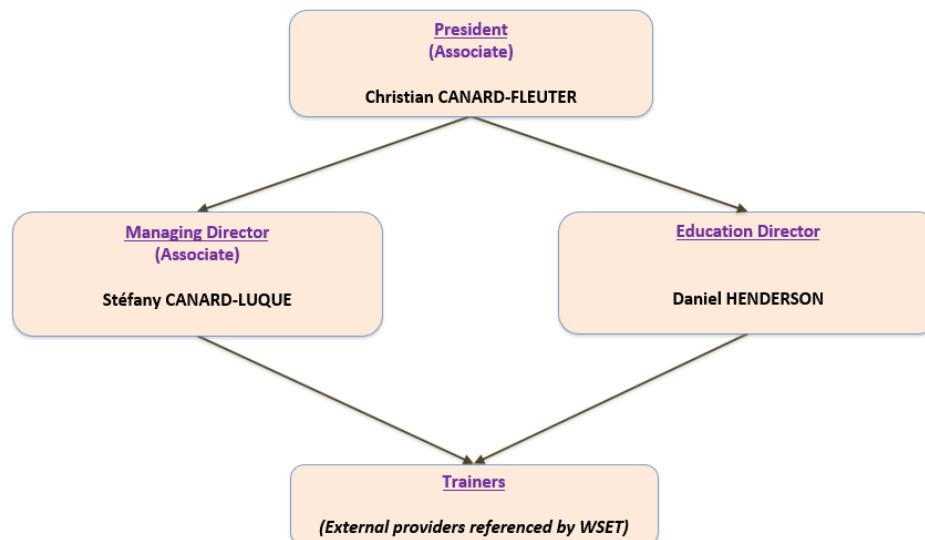 President
(Associate)
Christian CANARD-FLEUTER
Managing Director
(Associate)
Stéfany CANARD-LUQUE
Education Director
Daniel HENDERSON
Trainers
(External providers referenced by WSET)